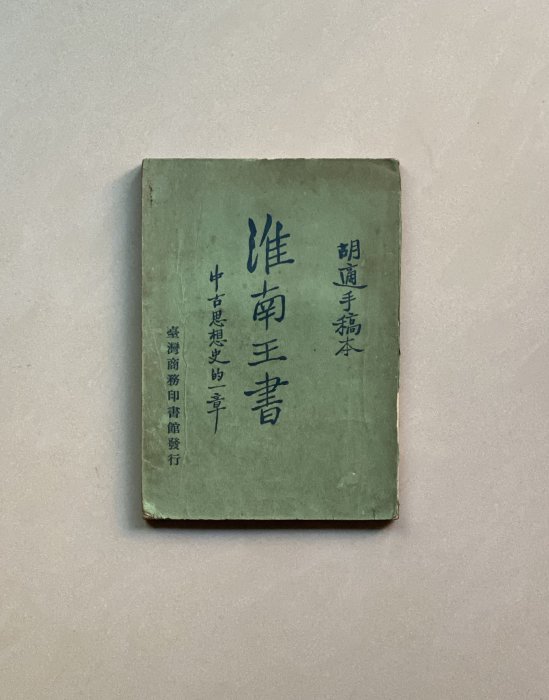 胡適手稿本
淮南王書
中古思想史的一章
臺灣商務印書館發行